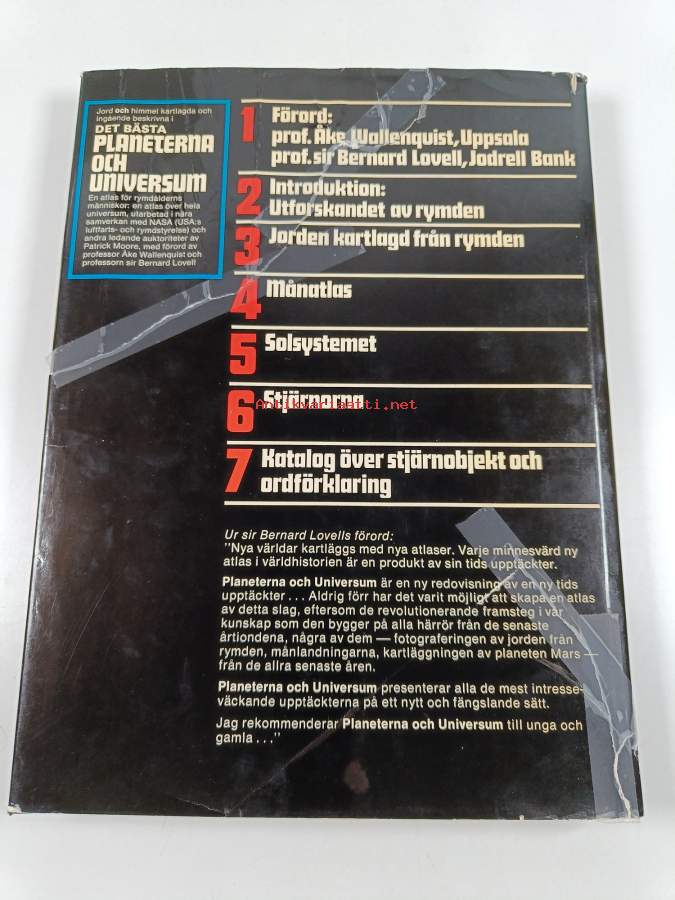 Jord och himmel kartlagda och
ingående beskrivna i
DET BÄSTA
PLANETERNA
OCH
UNIVERSUM
En atlas för rymdålderns
människor: en atlas över hela
universum, utarbetad i nära
samverkan med NASA (USA:s
luftfarts- och rymdstyrelse) och
andra ledande auktoriteter av
Patrick Moore, med förord av
professor Åke Wallenquist och
professorn sir Bernard Lovell
1 Förord:
prof. Åke Wallenquist, Uppsala
prof. sir Bernard Lovell, Jodrell Bank
2 Introduktion:
Utforskandet av rymden
3 Jorden kartlagd från rymden
4 Månatlas
5 Solsystemet
6 Stjärnorna
Antikvariaatti.net
7 Katalog över stjärnobjekt och
ordförklaring
Ur sir Bernard Lovells förord:
"Nya världar kartläggs med nya atlaser. Varje minnesvärd ny
atlas i världhistorien är en produkt av sin tids upptäckter.
Planeterna och Universum är en ny redovisning av en ny tids
upptäckter . . . Aldrig förr har det varit möjligt att skapa en atlas
av detta slag, eftersom de revolutionerande framsteg i vår
kunskap som den bygger på alla härrör från de senaste
årtiondena, några av dem — fotograferingen av jorden från
rymden, månlandningarna, kartläggningen av planeten Mars —
från de allra senaste åren.
Planeterna och Universum presenterar alla de mest intresse-
väckande upptäckterna på ett nytt och fängslande sätt.
Jag rekommenderar Planeterna och Universum till unga och
gamla . . ."